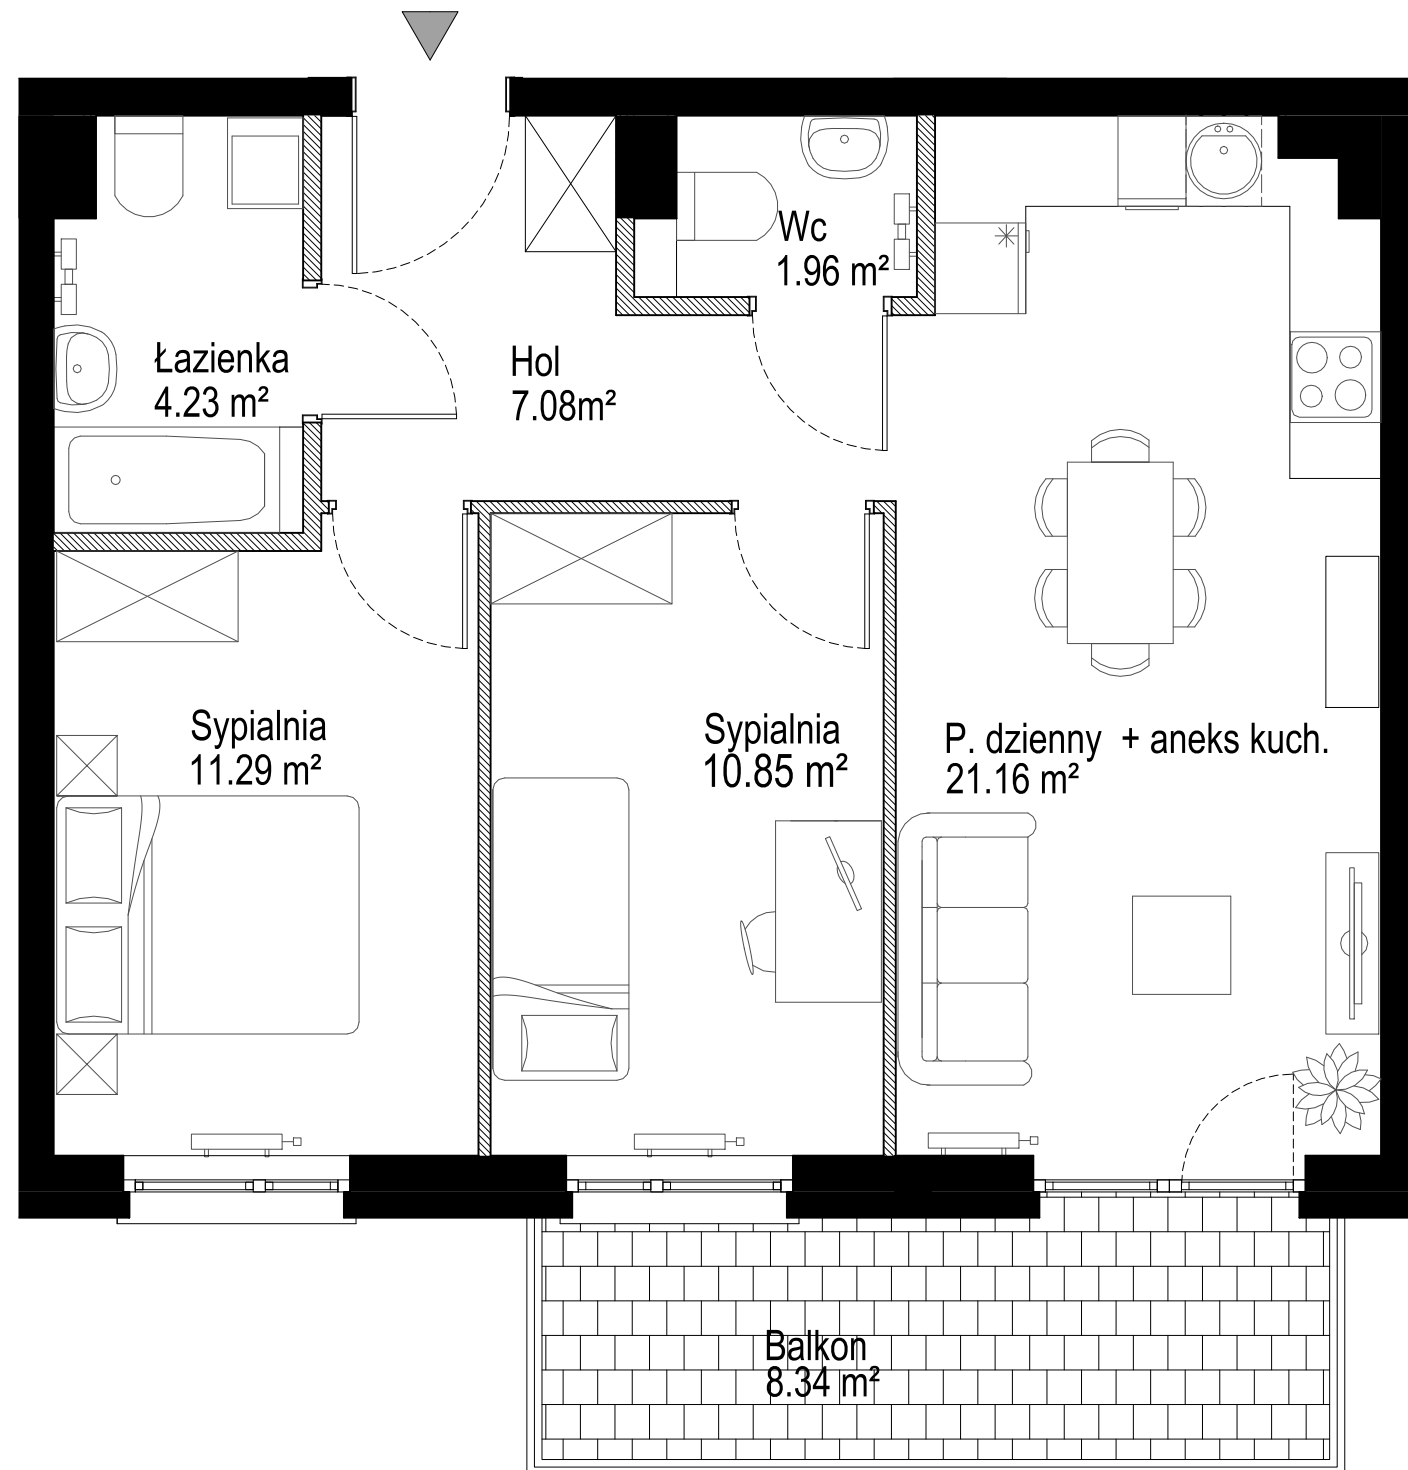 Wc
1.96 m²
Łazienka
4.23 m²
Hol
7.08m²
Sypialnia
11.29 m²
Sypialnia
10.85 m²
P. dzienny + aneks kuch.
21.16 m²
Balkon
8.34 m²